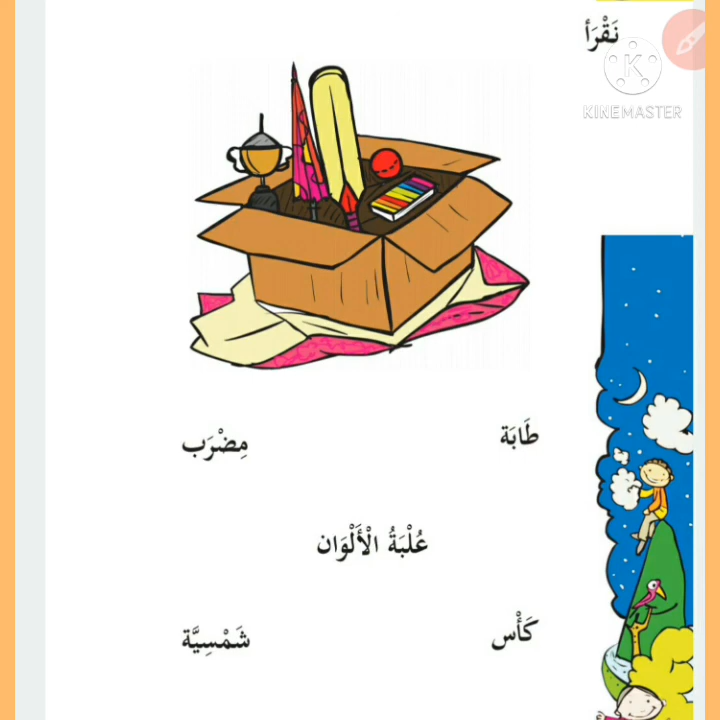 نَقْرَأ
KINEMASTER
طَابَة مِضْرَب
عُلْبَةُ الْأَلْوَان
كَأْس شَمْسِيَّة